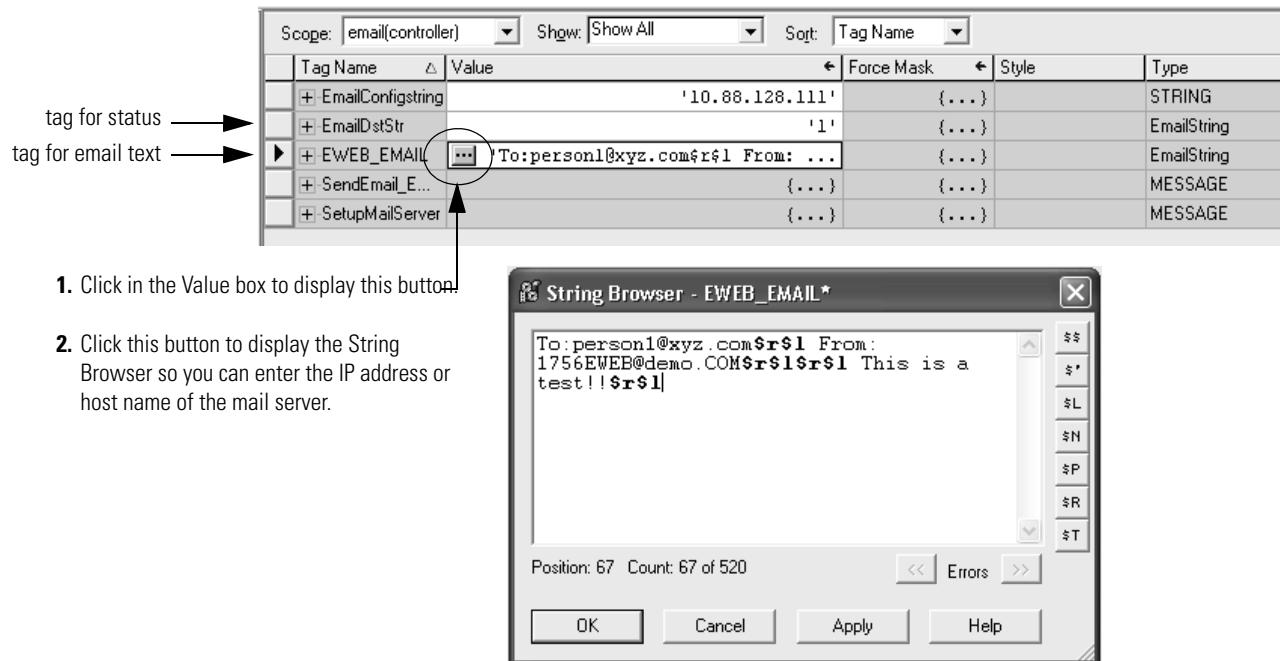 Scope: email(controller) Show: Show All Sort: Tag Name
Tag Name Value Force Mask Style Type
EmailConfigstring '10.88.128.111' {...} STRING
tag for status EmailDstStr '1' {...} EmailString
tag for email text EWEB_EMAIL ... 'To:person1@xyz.com$r$l From: ... {...} EmailString
SendEmail_E... {...} {...} MESSAGE
SetupMailServer {...} {...} MESSAGE
1. Click in the Value box to display this button.
2. Click this button to display the String
Browser so you can enter the IP address or
host name of the mail server.
String Browser - EWEB_EMAIL*
To:person1@xyz.com$r$l From:
1756EWEB@demo.COM$r$l$r$l This is a
test!!$r$l
$$
$'
$L
$N
$P
$R
$T
Position: 67 Count: 67 of 520 << Errors >>
OK Cancel Apply Help